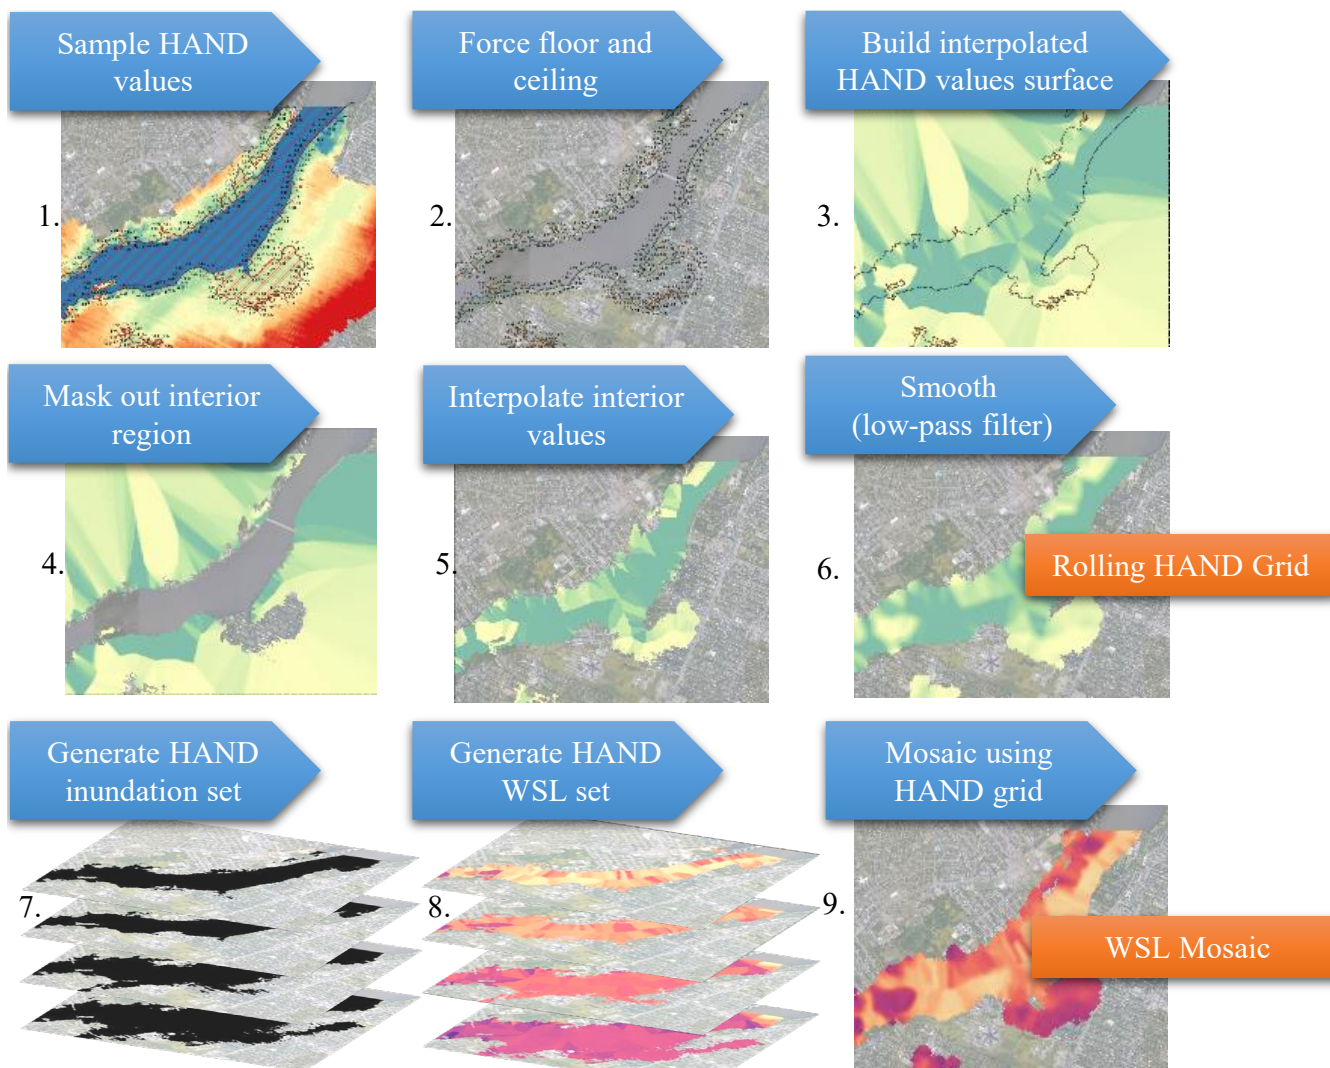 Sample HAND
values
Force floor and
ceiling
Build interpolated
HAND values surface
1.
2.
3.
Mask out interior
region
Interpolate interior
values
Smooth
(low-pass filter)
4.
5.
6.
Rolling HAND Grid
Generate HAND
inundation set
Generate HAND
WSL set
Mosaic using
HAND grid
7.
8.
9.
WSL Mosaic